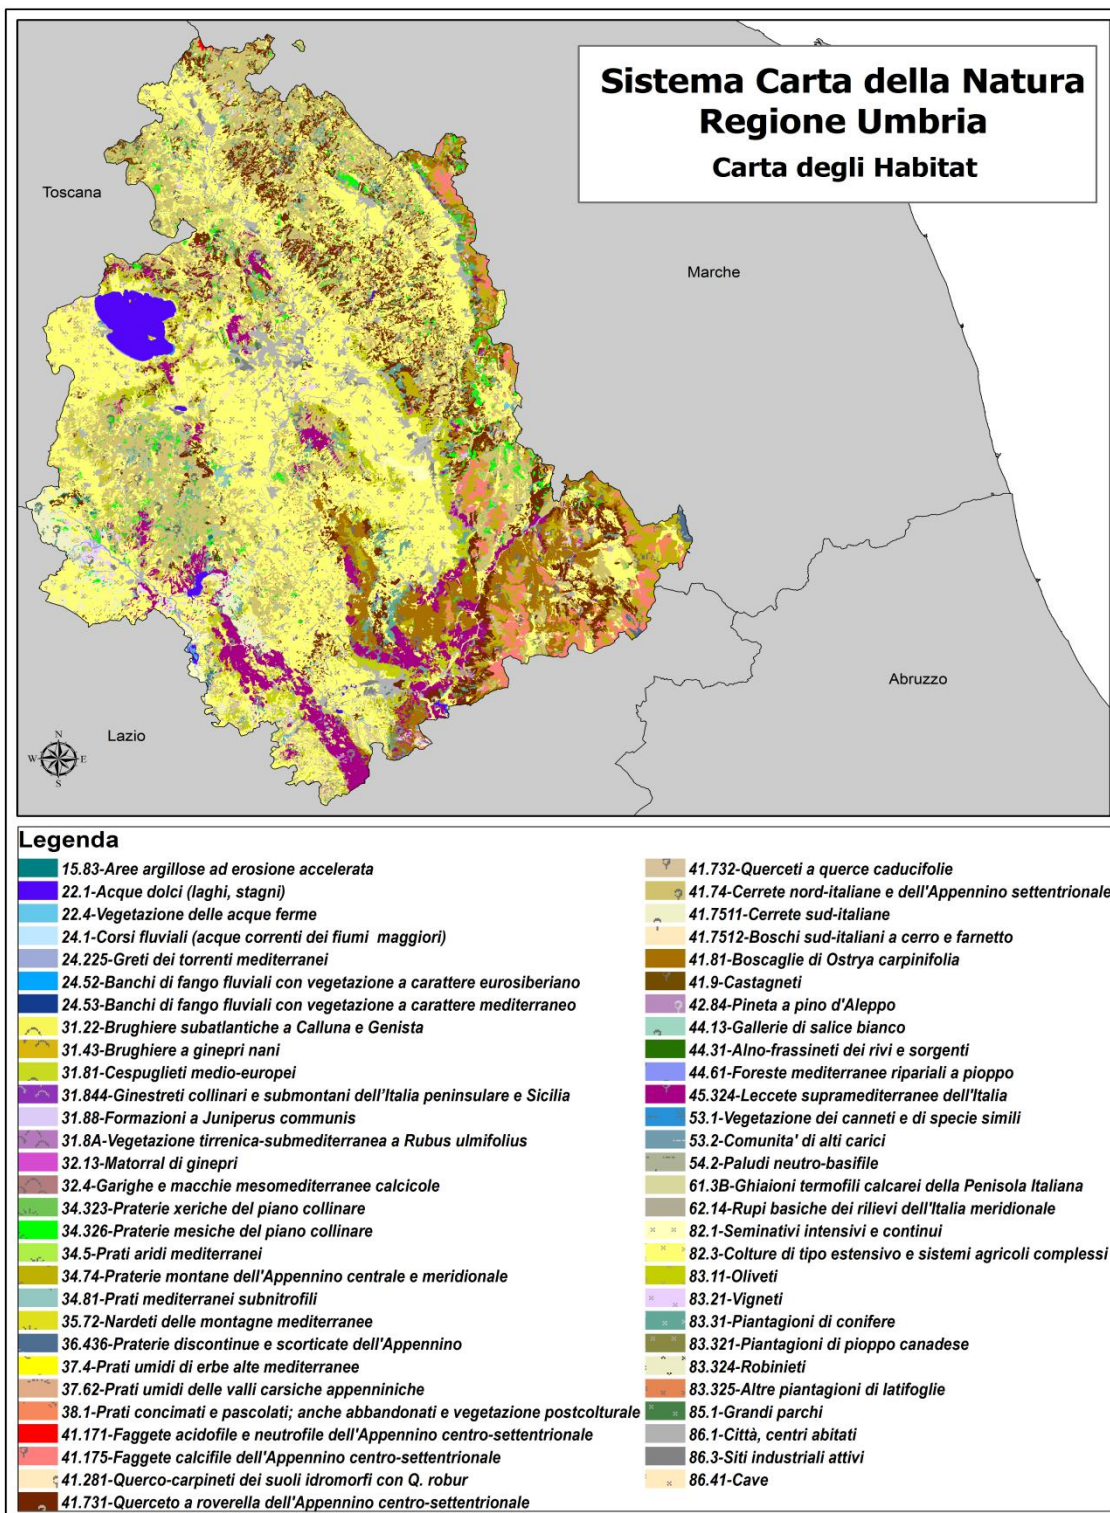 Sistema Carta della Natura
Regione Umbria
Carta degli Habitat
Toscana
Marche
Abruzzo
Lazio
N
W
E
S
Legenda
15.83-Aree argillose ad erosione accelerata
22.1-Acque dolci (laghi, stagni)
22.4-Vegetazione delle acque ferme
24.1-Corsi fluviali (acque correnti dei fiumi maggiori)
24.225-Greti dei torrenti mediterranei
24.52-Banchi di fango fluviali con vegetazione a carattere eurosiberiano
24.53-Banchi di fango fluviali con vegetazione a carattere mediterraneo
31.22-Brughiere subatlantiche a Calluna e Genista
31.43-Brughiere a ginepri nani
31.81-Cespuglieti medio-europei
31.844-Ginestreti collinari e submontani dell'Italia peninsulare e Sicilia
31.88-Formazioni a Juniperus communis
31.8A-Vegetazione tirrenica-submediterranea a Rubus ulmifolius
32.13-Matorral di ginepri
32.4-Garighe e macchie mesomediterranee calcicole
34.323-Praterie xeriche del piano collinare
34.326-Praterie mesiche del piano collinare
34.5-Prati aridi mediterranei
34.74-Praterie montane dell'Appennino centrale e meridionale
34.81-Prati mediterranei subnitrofili
35.72-Nardeti delle montagne mediterranee
36.436-Praterie discontinue e scorticate dell'Appennino
37.4-Prati umidi di erbe alte mediterranee
37.62-Prati umidi delle valli carsiche appenniniche
38.1-Prati concimati e pascolati; anche abbandonati e vegetazione postcolturale
41.171-Faggete acidofile e neutrofile dell'Appennino centro-settentrionale
41.175-Faggete calcifile dell'Appennino centro-settentrionale
41.281-Querco-carpineti dei suoli idromorfi con Q. robur
41.731-Querceto a roverella dell'Appennino centro-settentrionale
41.732-Querceti a querce caducifolie
41.74-Cerrete nord-italiane e dell'Appennino settentrionale
41.7511-Cerrete sud-italiane
41.7512-Boschi sud-italiani a cerro e farnetto
41.81-Boscaglie di Ostrya carpinifolia
41.9-Castagneti
42.84-Pineta a pino d'Aleppo
44.13-Gallerie di salice bianco
44.31-Alno-frassineti dei rivi e sorgenti
44.61-Foreste mediterranee ripariali a pioppo
45.324-Leccete supramediterranee dell'Italia
53.1-Vegetazione dei canneti e di specie simili
53.2-Comunita' di alti carici
54.2-Paludi neutro-basifile
61.3B-Ghiaioni termofili calcarei della Penisola Italiana
62.14-Rupi basiche dei rilievi dell'Italia meridionale
82.1-Seminativi intensivi e continui
82.3-Colture di tipo estensivo e sistemi agricoli complessi
83.11-Oliveti
83.21-Vigneti
83.31-Piantagioni di conifere
83.321-Piantagioni di pioppo canadese
83.324-Robinieti
83.325-Altre piantagioni di latifoglie
85.1-Grandi parchi
86.1-Città, centri abitati
86.3-Siti industriali attivi
86.41-Cave